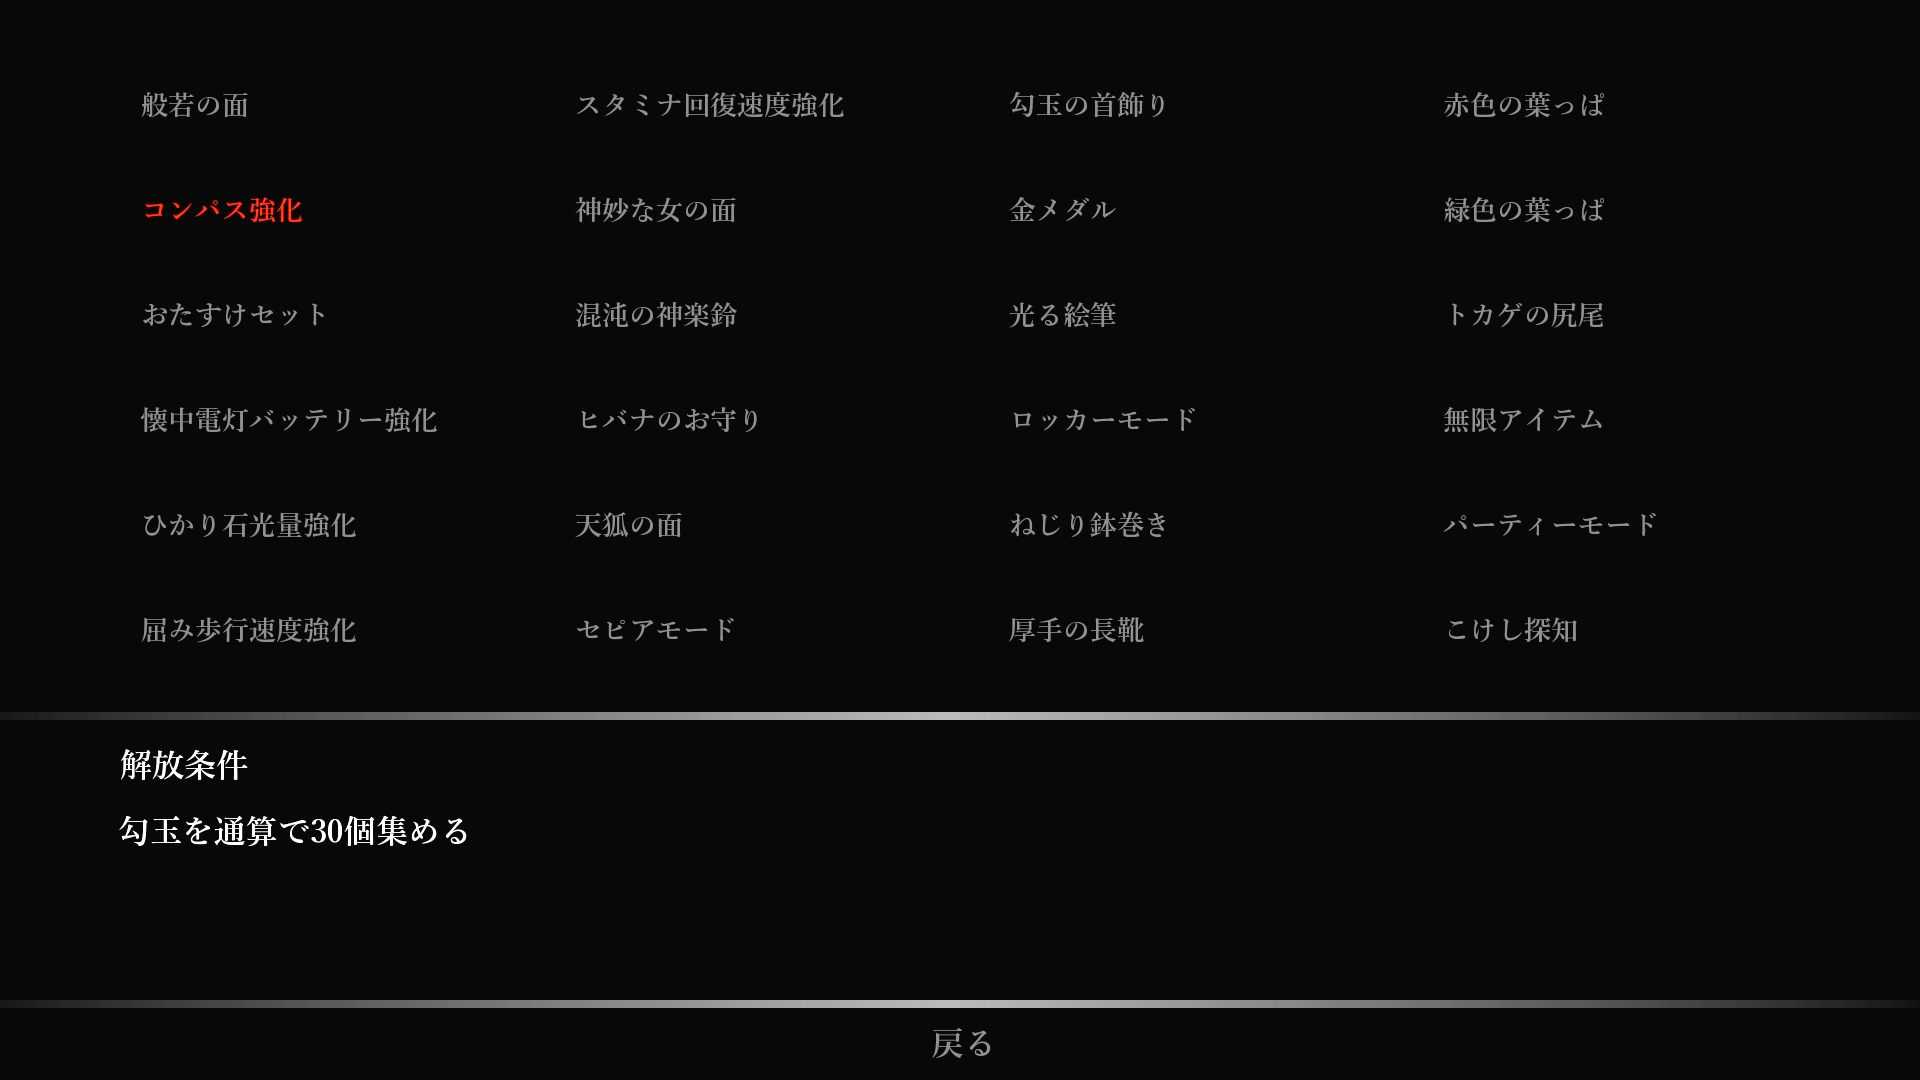 般若の面 スタミナ回復速度強化 勾玉の首飾り 赤色の葉っぱ
コンパス強化 神妙な女の面 金メダル 緑色の葉っぱ
おたすけセット 混沌の神楽鈴 光る絵筆 トカゲの尻尾
懐中電灯バッテリー強化 ヒバナのお守り ロッカーモード 無限アイテム
ひかり石光量強化 天狐の面 ねじり鉢巻き パーティーモード
屈み歩行速度強化 セピアモード 厚手の長靴 こけし探知
解放条件
勾玉を通算で30個集める
戻る